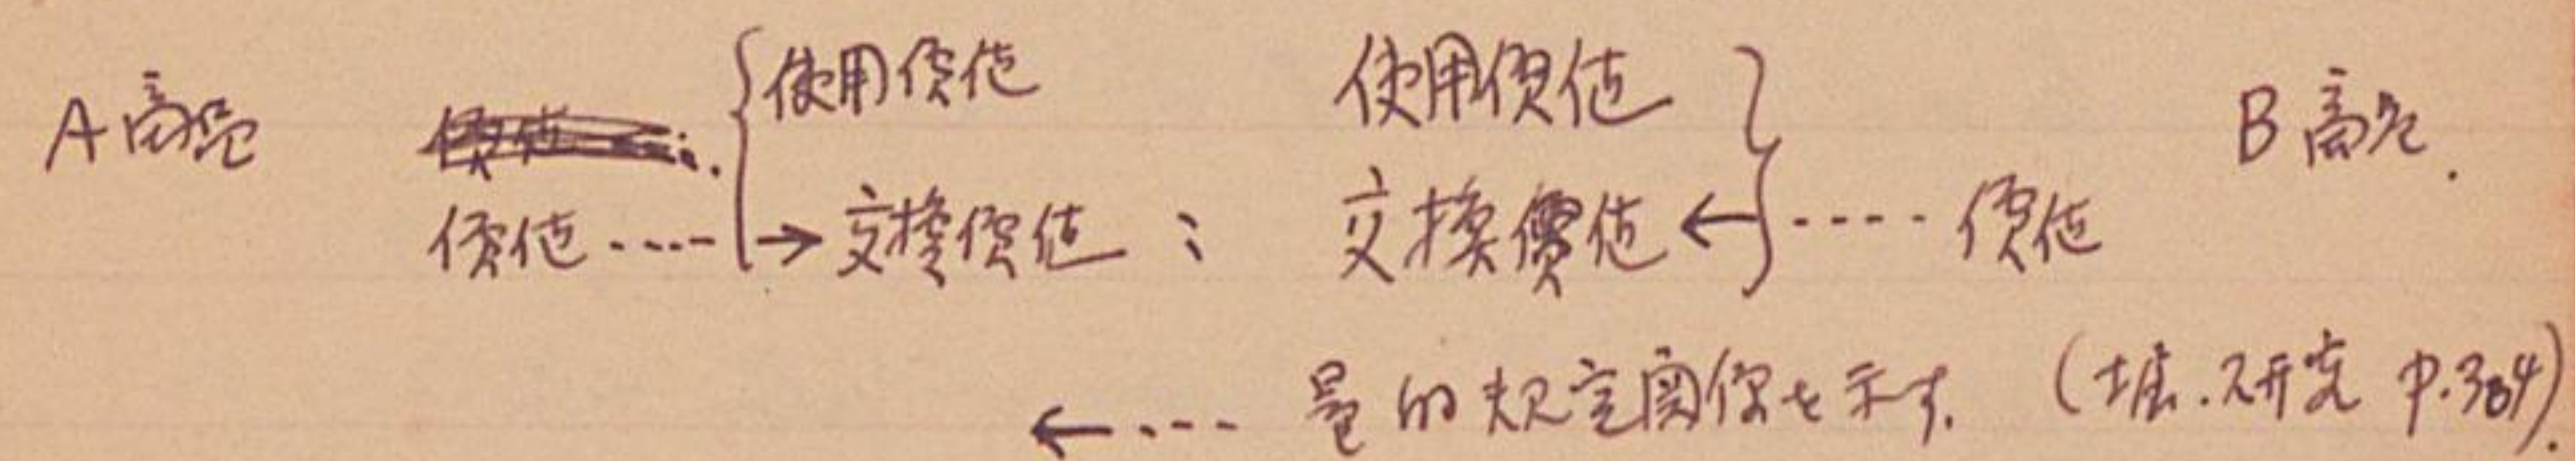 使用價値 使用價値
A商品 B商品.
價値 ----→ 交換價値 : 交換價値 ←---- 價値
←---- 量的規定関係を示す. (堀.研究 p.384).